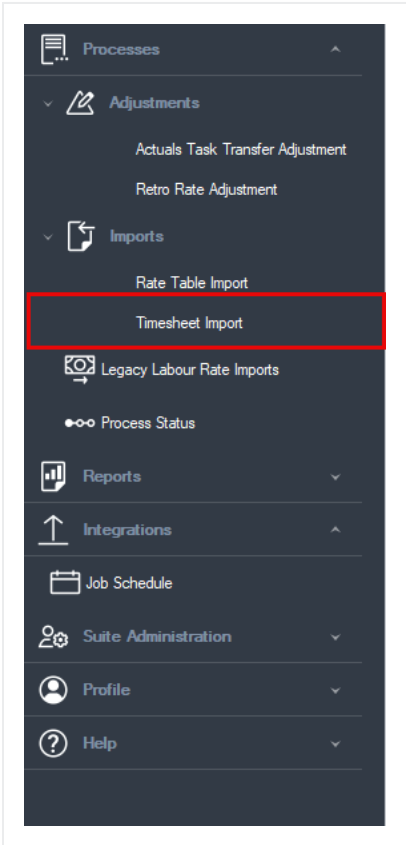 Processes
Adjustments
Actuals Task Transfer Adjustment
Retro Rate Adjustment
Imports
Rate Table Import
Timesheet Import
Legacy Labour Rate Imports
Process Status
Reports
Integrations
Job Schedule
Suite Administration
Profile
Help